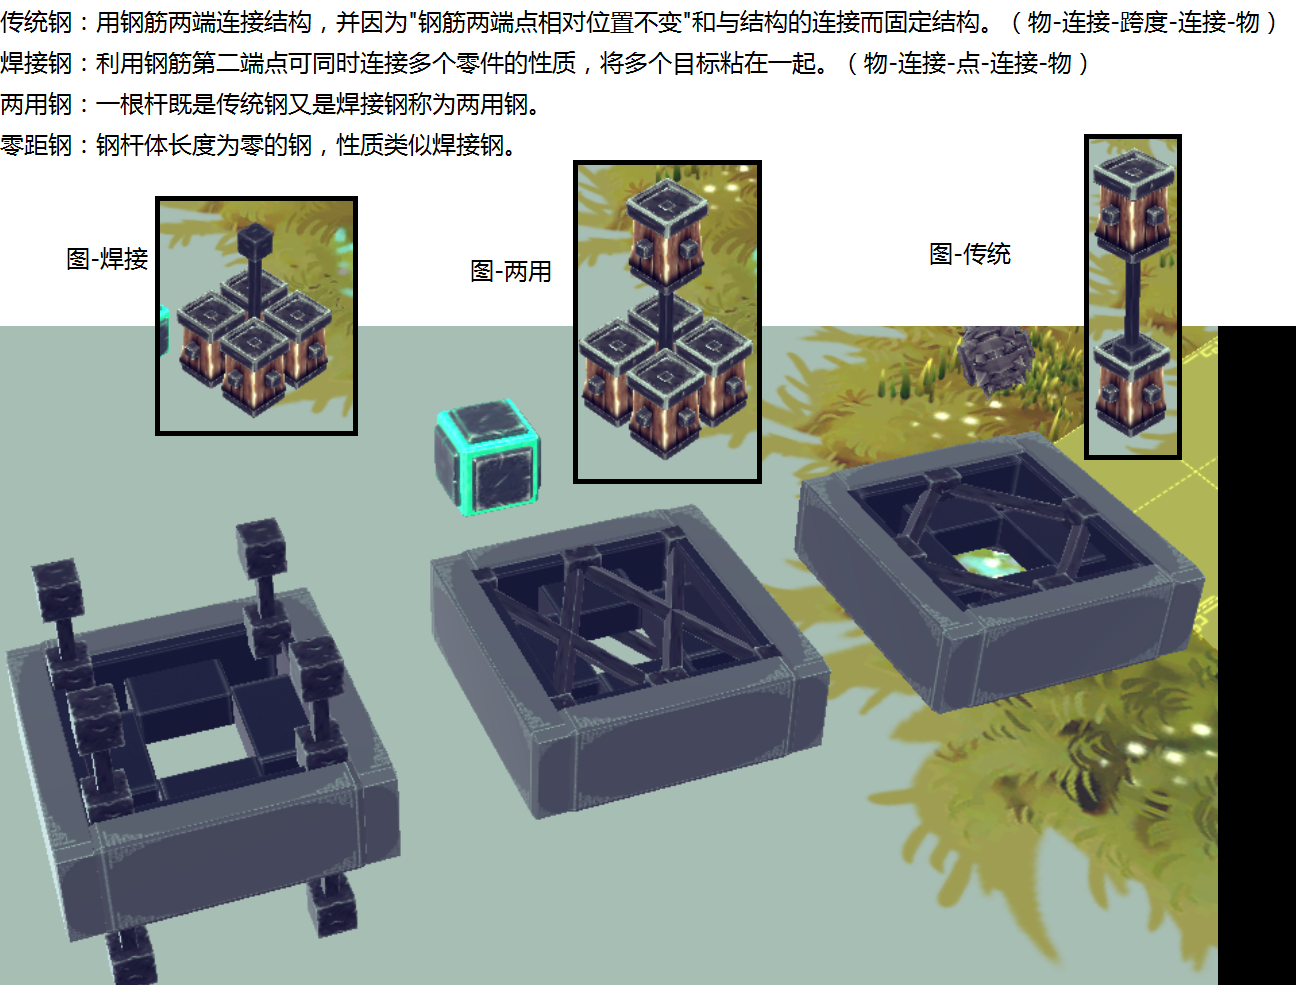 传统钢：用钢筋两端连接结构，并因为"钢筋两端点相对位置不变"和与结构的连接而固定结构。（物-连接-跨度-连接-物）
焊接钢：利用钢筋第二端点可同时连接多个零件的性质，将多个目标粘在一起。（物-连接-点-连接-物）
两用钢：一根杆既是传统钢又是焊接钢称为两用钢。
零距钢：钢杆体长度为零的钢，性质类似焊接钢。
图-焊接
图-两用
图-传统